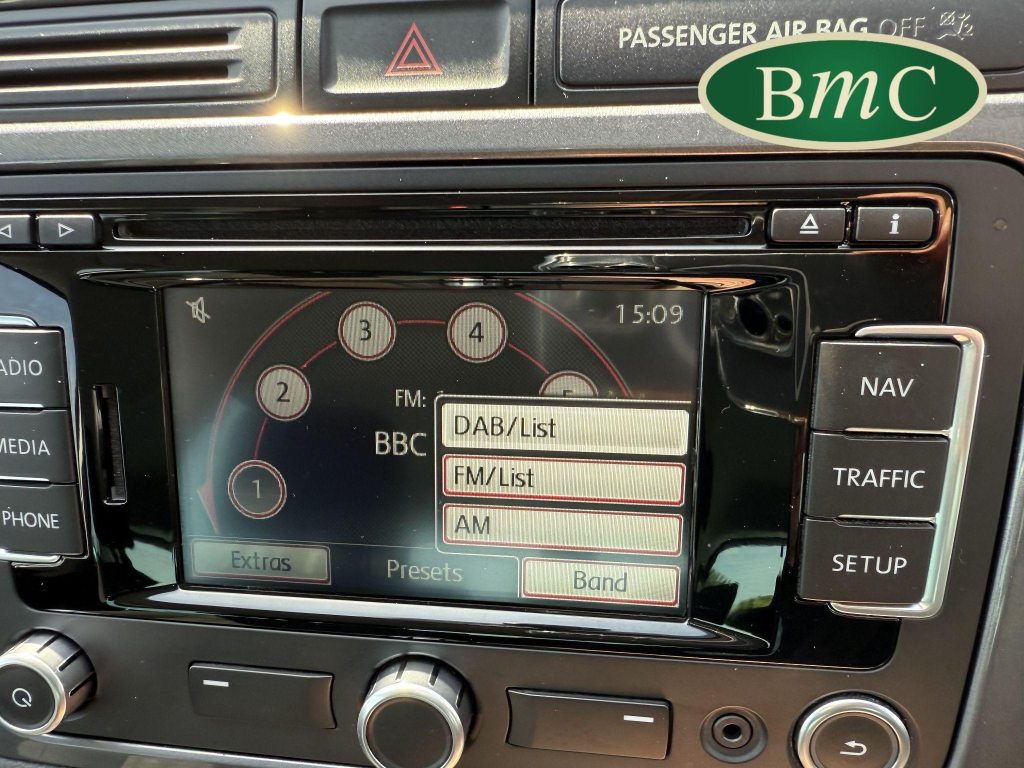 PASSENGER AIR BAG OFF
BmC
i
15:09
3
4
2
FM:
DAB/List
BBC
FM/List
1
AM
Extras
Presets
Band
NAV
TRAFFIC
SETUP
ADIO
MEDIA
PHONE